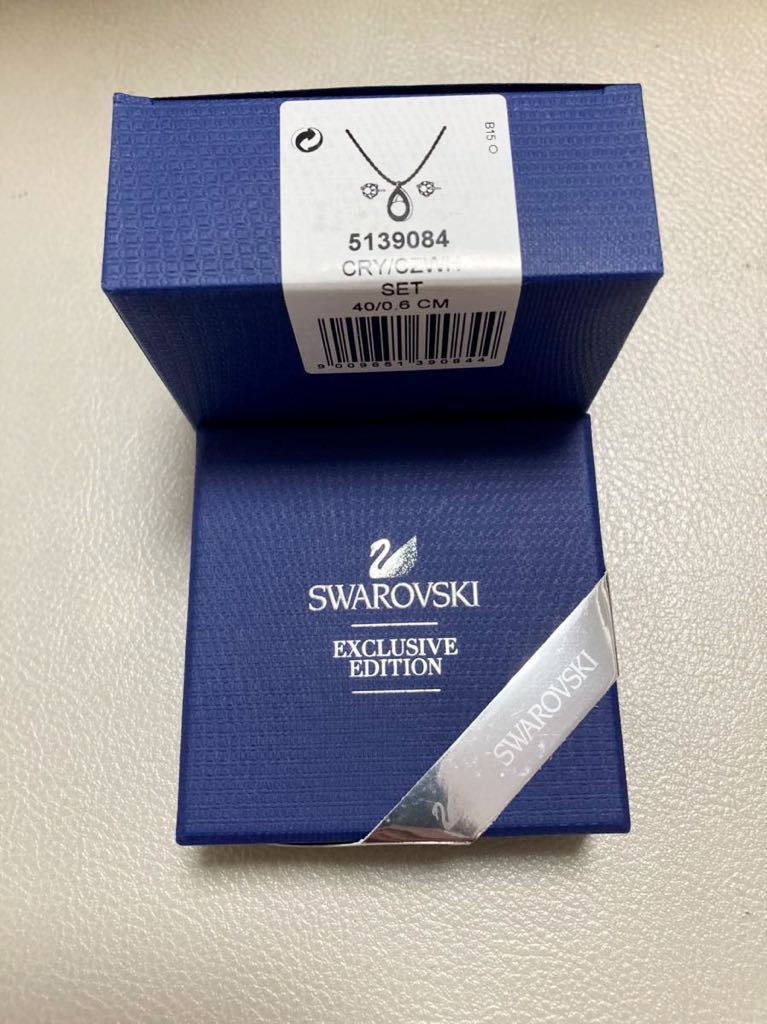 B15 O
5139084
CRY/CZWH
SET
40/0.6 CM
9 009651 390844
SWAROVSKI
EXCLUSIVE
EDITION
SWAROVSKI